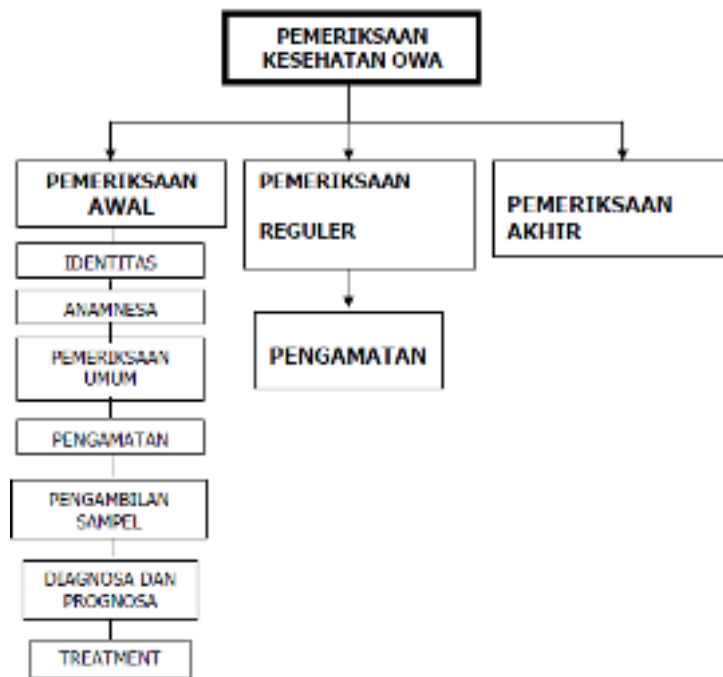 PEMERIKSAAN
KESEHATAN OWA
PEMERIKSAAN
AWAL
IDENTITAS
ANAMNESA
PEMERIKSAAN
UMUM
PENGAMATAN
PENGAMBILAN
SAMPEL
DIAGNOSA DAN
PROGNOSA
TREATMENT
PEMERIKSAAN
REGULER
PENGAMATAN
PEMERIKSAAN
AKHIR